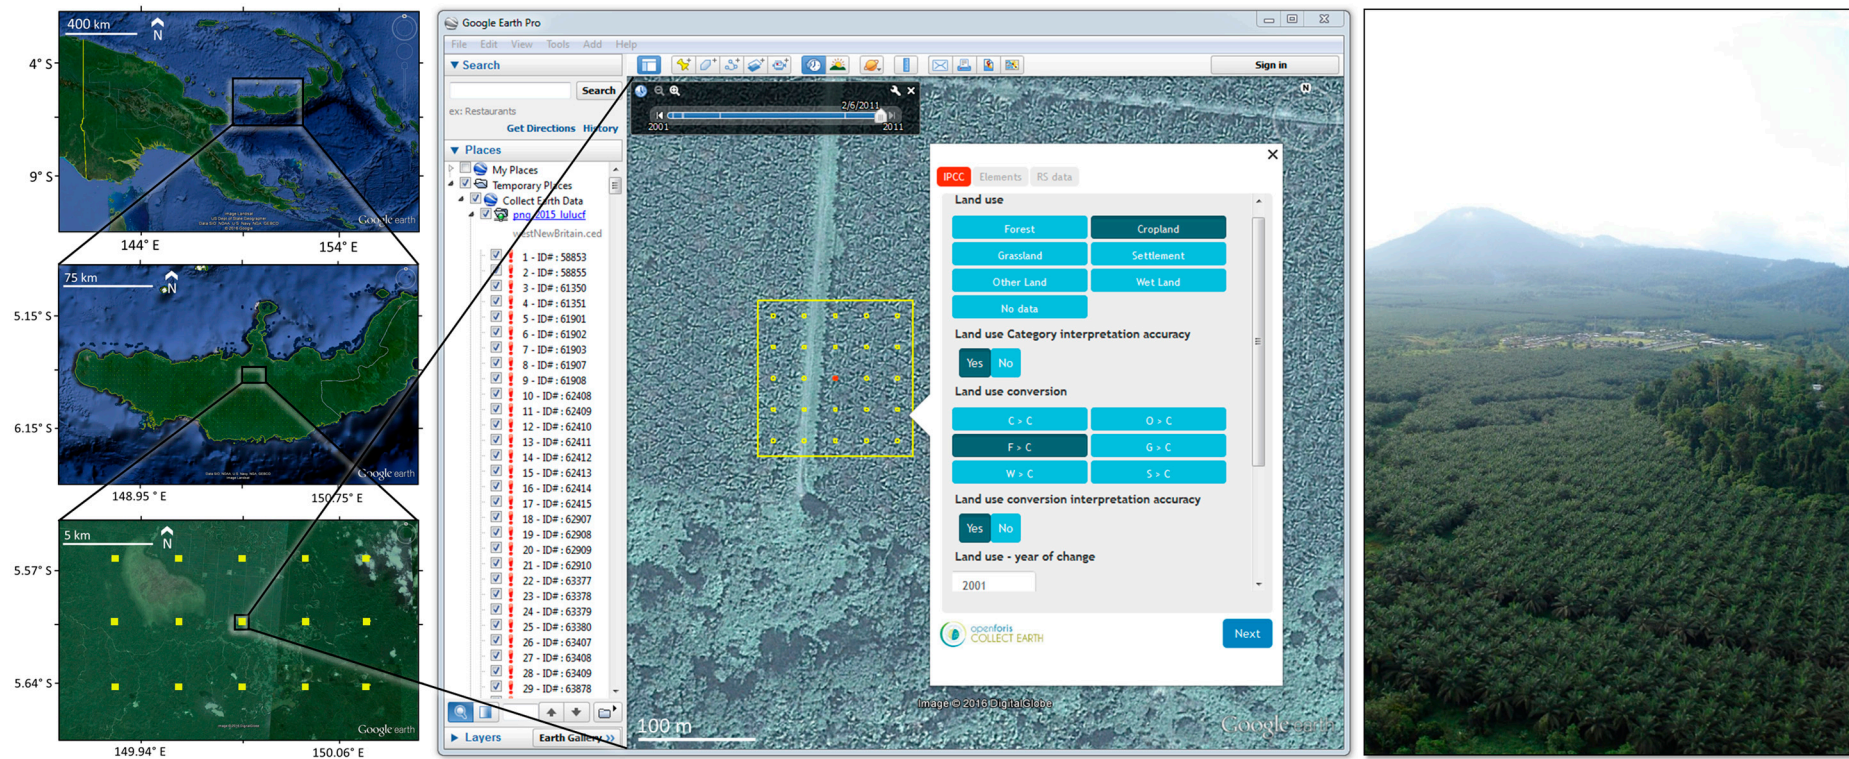 400 km
N
4° S
9° S
Google earth
144° E
154° E
75 km
N
5.15° S
6.15° S
Google earth
148.95 ° E
150.75° E
5 km
N
5.57° S
5.64° S
Google earth
149.94° E
150.06° E
Google Earth Pro
File Edit View Tools Add Help
Search
Search
ex: Restaurants
Get Directions History
Places
My Places
Temporary Places
Collect Earth Data
png_2015_lulucf
westNewBritain.ced
1 - ID# : 58853
2 - ID# : 58855
3 - ID# : 61350
4 - ID# : 61351
5 - ID# : 61901
6 - ID# : 61902
7 - ID# : 61903
8 - ID# : 61907
9 - ID# : 61908
10 - ID# : 62408
11 - ID# : 62409
12 - ID# : 62410
13 - ID# : 62411
14 - ID# : 62412
15 - ID# : 62413
16 - ID# : 62414
17 - ID# : 62415
18 - ID# : 62907
19 - ID# : 62908
20 - ID# : 62909
21 - ID# : 62910
22 - ID# : 63377
23 - ID# : 63378
24 - ID# : 63379
25 - ID# : 63380
26 - ID# : 63407
27 - ID# : 63408
28 - ID# : 63409
29 - ID# : 63878
Layers
Earth Gallery >>
Sign in
2/6/2011
2001
2011
N
IPCC Elements RS data
Land use
Forest Cropland
Grassland Settlement
Other Land Wet Land
No data
Land use Category interpretation accuracy
Yes No
Land use conversion
C > C O > C
F > C G > C
W > C S > C
Land use conversion interpretation accuracy
Yes No
Land use - year of change
2001
openforis
COLLECT EARTH
Next
Image © 2016 DigitalGlobe
100 m
Google earth